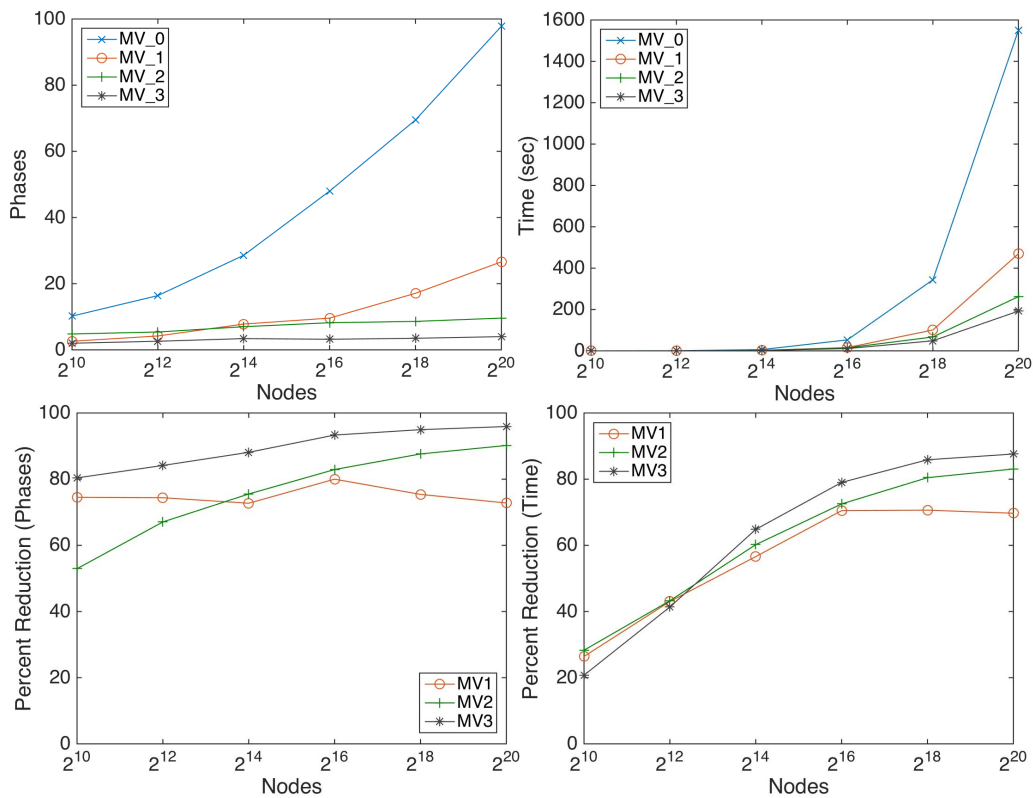 100
80
60
40
20
0
Phases
MV_0
MV_1
MV_2
MV_3
2^10 2^12 2^14 2^16 2^18 2^20
Nodes
1600
1400
1200
1000
800
600
400
200
0
Time (sec)
MV_0
MV_1
MV_2
MV_3
2^10 2^12 2^14 2^16 2^18 2^20
Nodes
100
80
60
40
20
0
Percent Reduction (Phases)
MV1
MV2
MV3
2^10 2^12 2^14 2^16 2^18 2^20
Nodes
100
80
60
40
20
0
Percent Reduction (Time)
MV1
MV2
MV3
2^10 2^12 2^14 2^16 2^18 2^20
Nodes